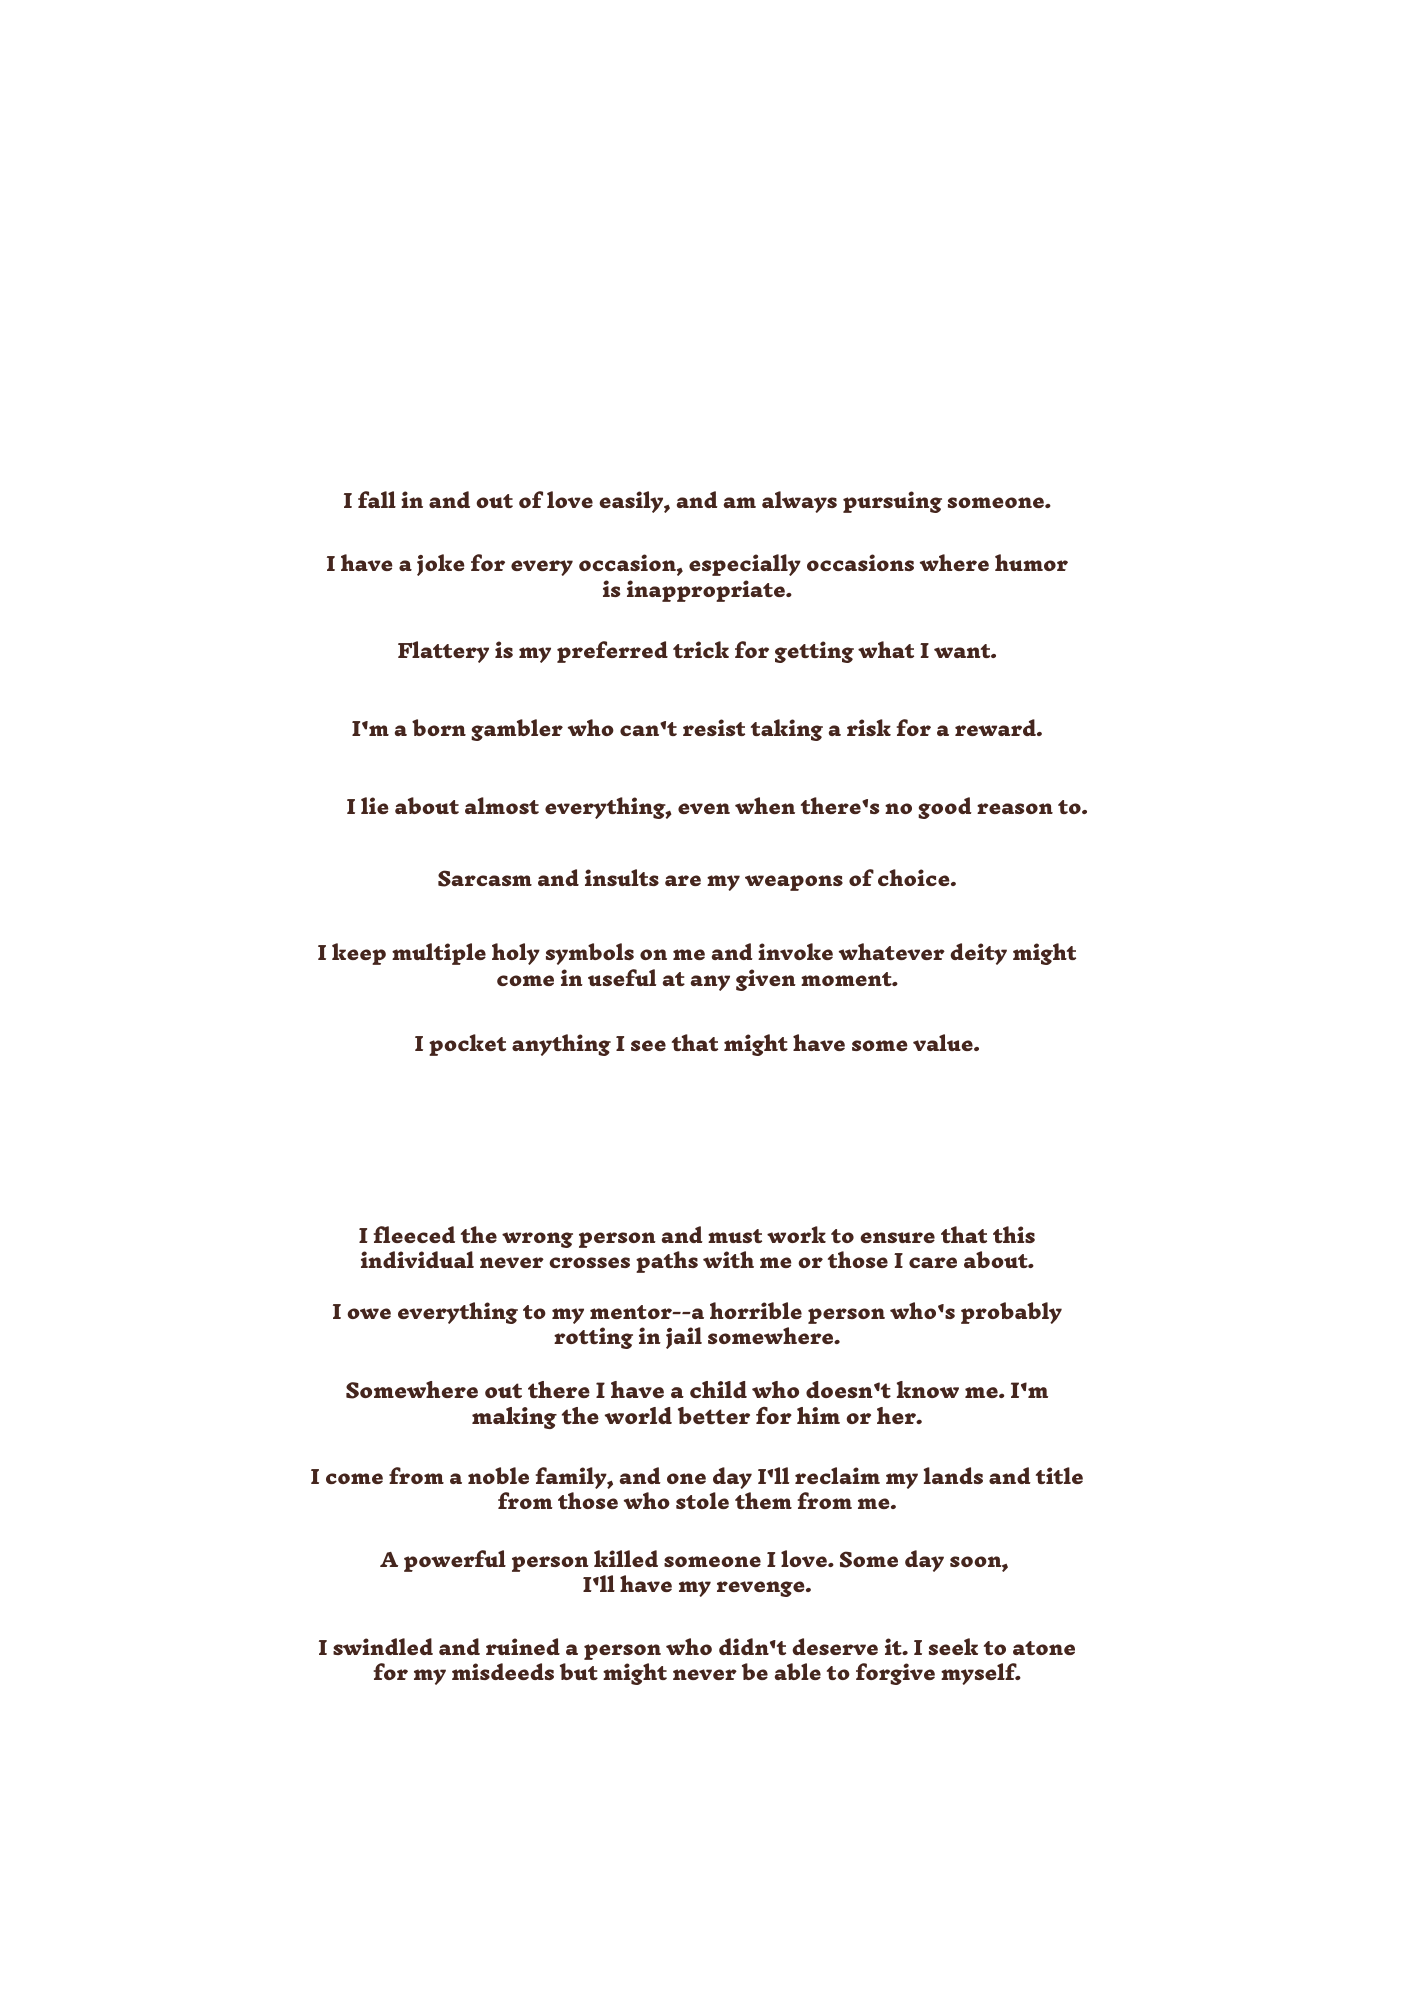 I fall in and out of love easily, and am always pursuing someone.
I have a joke for every occasion, especially occasions where humor
is inappropriate.
Flattery is my preferred trick for getting what I want.
I'm a born gambler who can't resist taking a risk for a reward.
I lie about almost everything, even when there's no good reason to.
Sarcasm and insults are my weapons of choice.
I keep multiple holy symbols on me and invoke whatever deity might
come in useful at any given moment.
I pocket anything I see that might have some value.
I fleeced the wrong person and must work to ensure that this
individual never crosses paths with me or those I care about.
I owe everything to my mentor--a horrible person who's probably
rotting in jail somewhere.
Somewhere out there I have a child who doesn't know me. I'm
making the world better for him or her.
I come from a noble family, and one day I'll reclaim my lands and title
from those who stole them from me.
A powerful person killed someone I love. Some day soon,
I'll have my revenge.
I swindled and ruined a person who didn't deserve it. I seek to atone
for my misdeeds but might never be able to forgive myself.